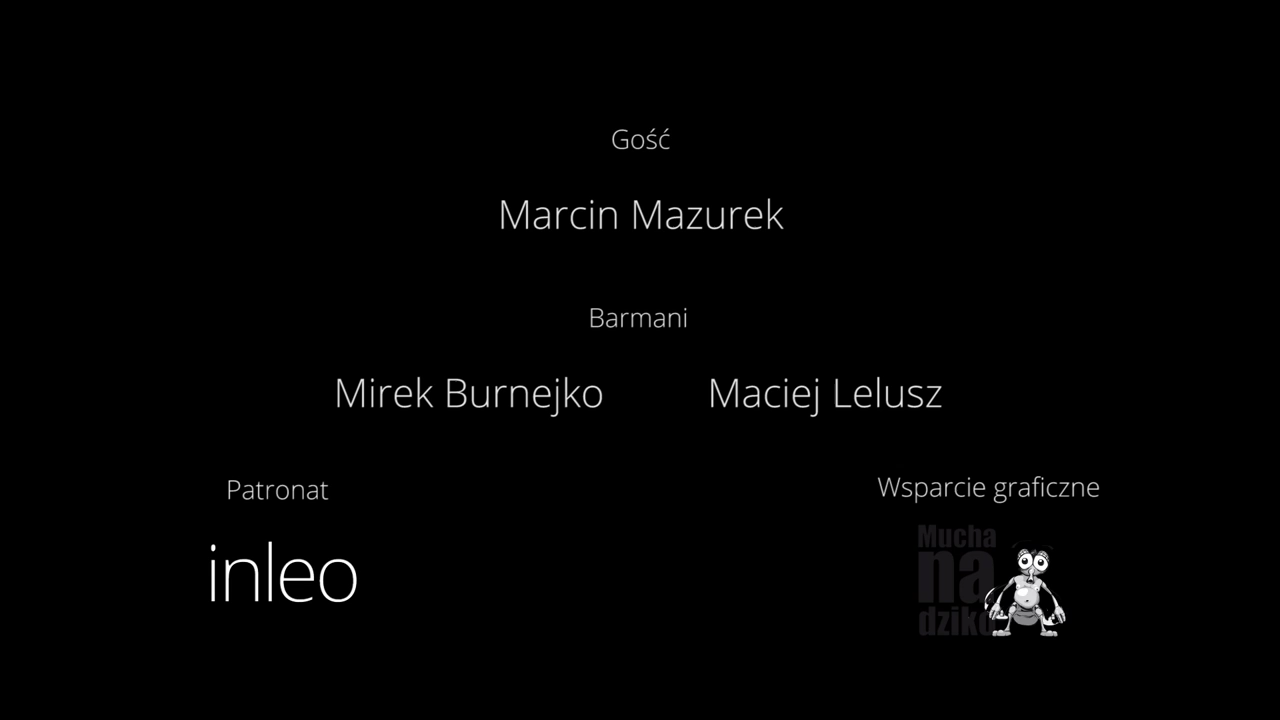 Gość
Marcin Mazurek
Barmani
Mirek Burnejko Maciej Lelusz
Patronat
Wsparcie graficzne
inleo
Mucha
na
dziko